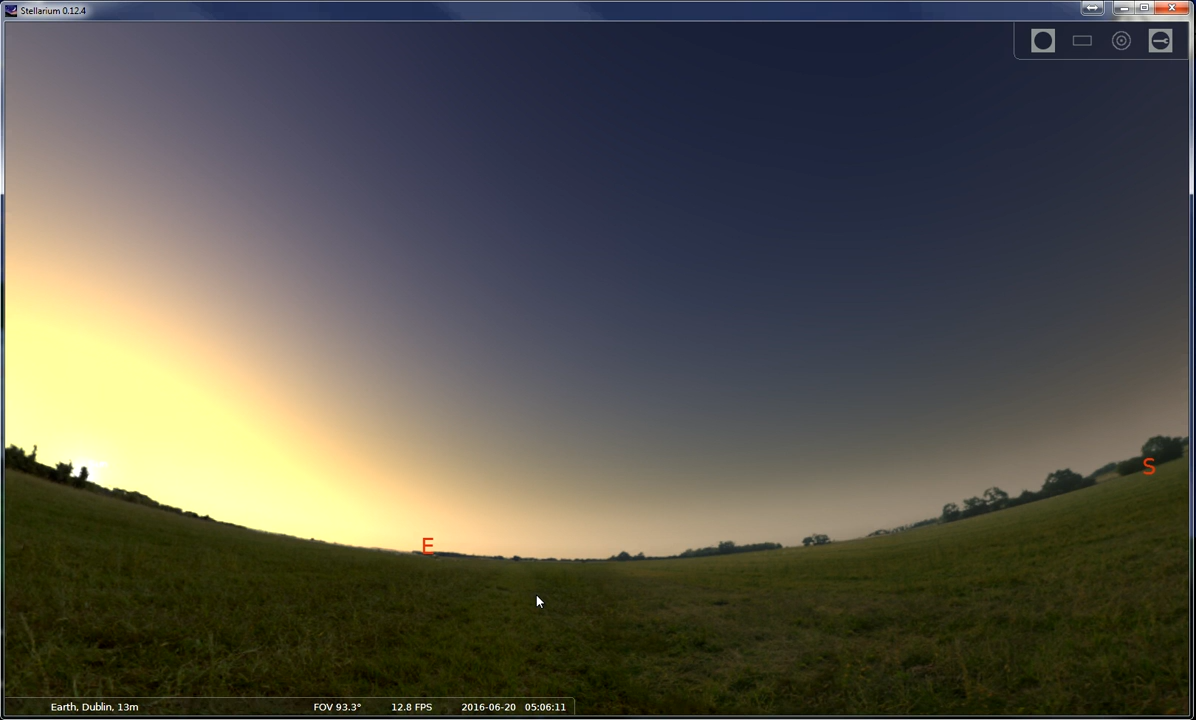 Stellarium 0.12.4
E
S
Earth, Dublin, 13m FOV 93.3° 12.8 FPS 2016-06-20 05:06:11